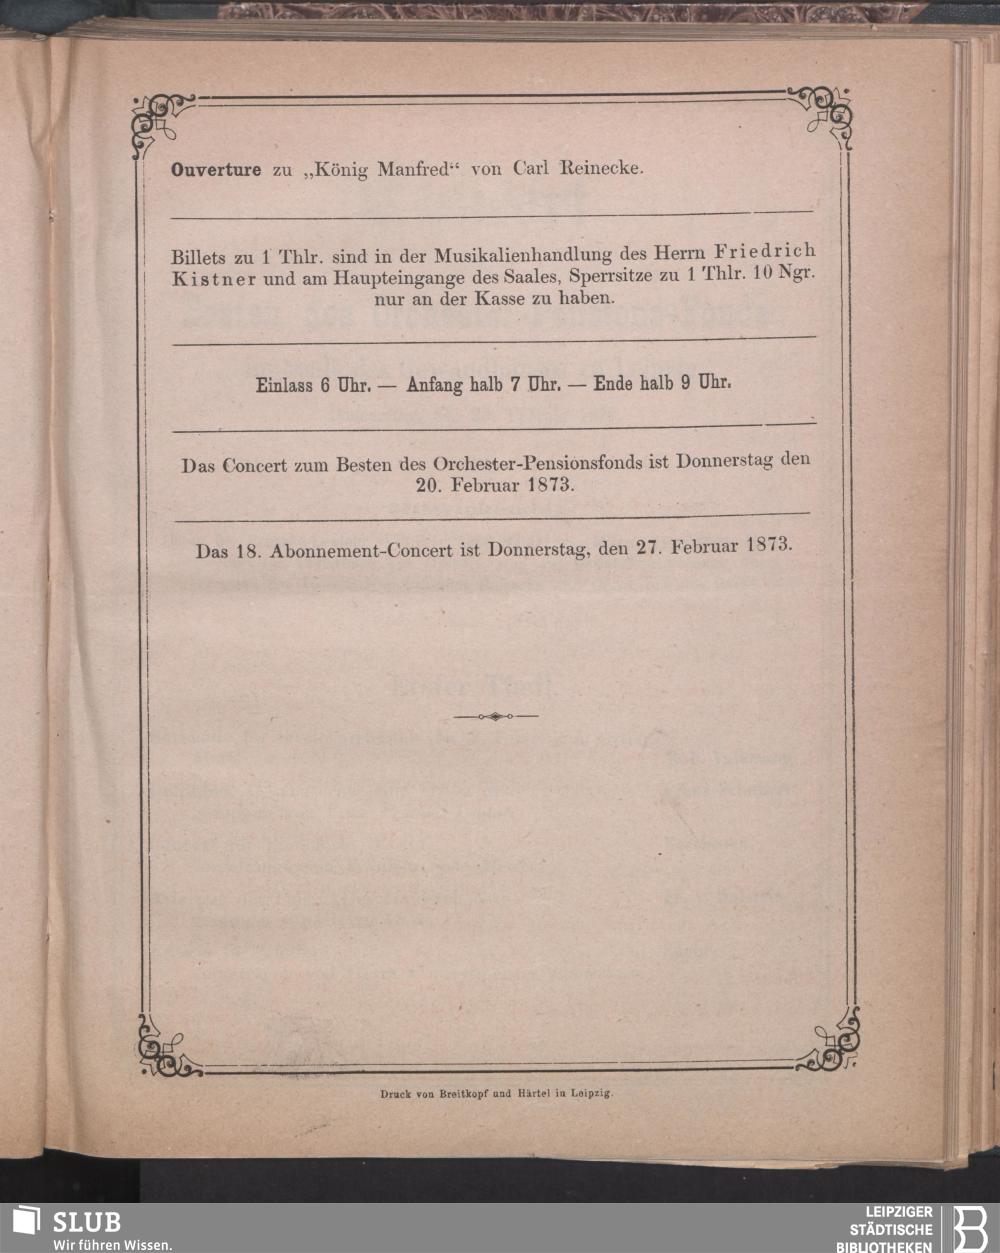 Ouverture zu „König Manfred“ von Carl Reinecke.
Billets zu 1 Thlr. sind in der Musikalienhandlung des Herrn Friedrich
Kistner und am Haupteingange des Saales, Sperrsitze zu 1 Thlr. 10 Ngr.
nur an der Kasse zu haben.
Einlass 6 Uhr. — Anfang halb 7 Uhr. — Ende halb 9 Uhr.
Das Concert zum Besten des Orchester-Pensionsfonds ist Donnerstag den
20. Februar 1873.
Das 18. Abonnement-Concert ist Donnerstag, den 27. Februar 1873.
Erster Theil.
Druck von Breitkopf und Härtel in Leipzig.
SLUB
Wir führen Wissen.
LEIPZIGER
STÄDTISCHE
BIBLIOTHEKEN